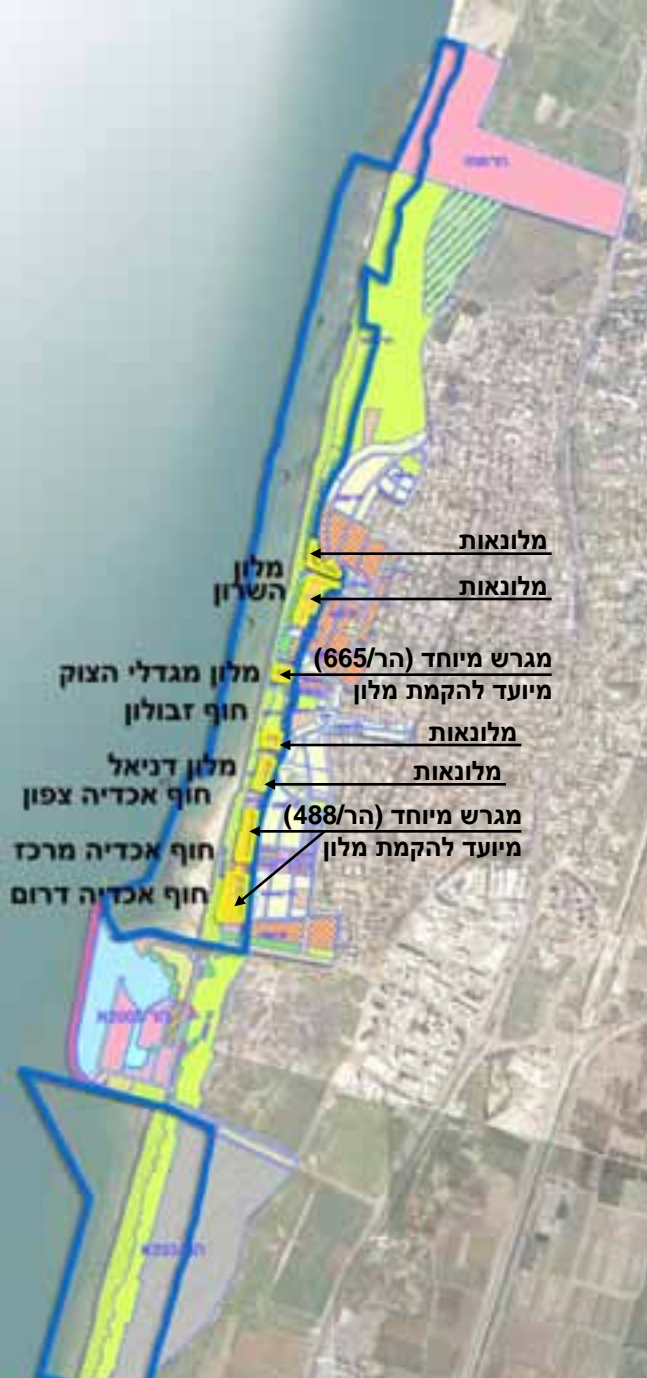 מלונאות
מלון
השרון
מלונאות
מגרש מיוחד (הר/665)
מיועד להקמת מלון
מלון מגדלי הצוק
חוף זבולון
מלונאות
מלון דניאל
מלונאות
חוף אכדיה צפון
מגרש מיוחד (הר/488)
מיועד להקמת מלון
חוף אכדיה מרכז
חוף אכדיה דרום